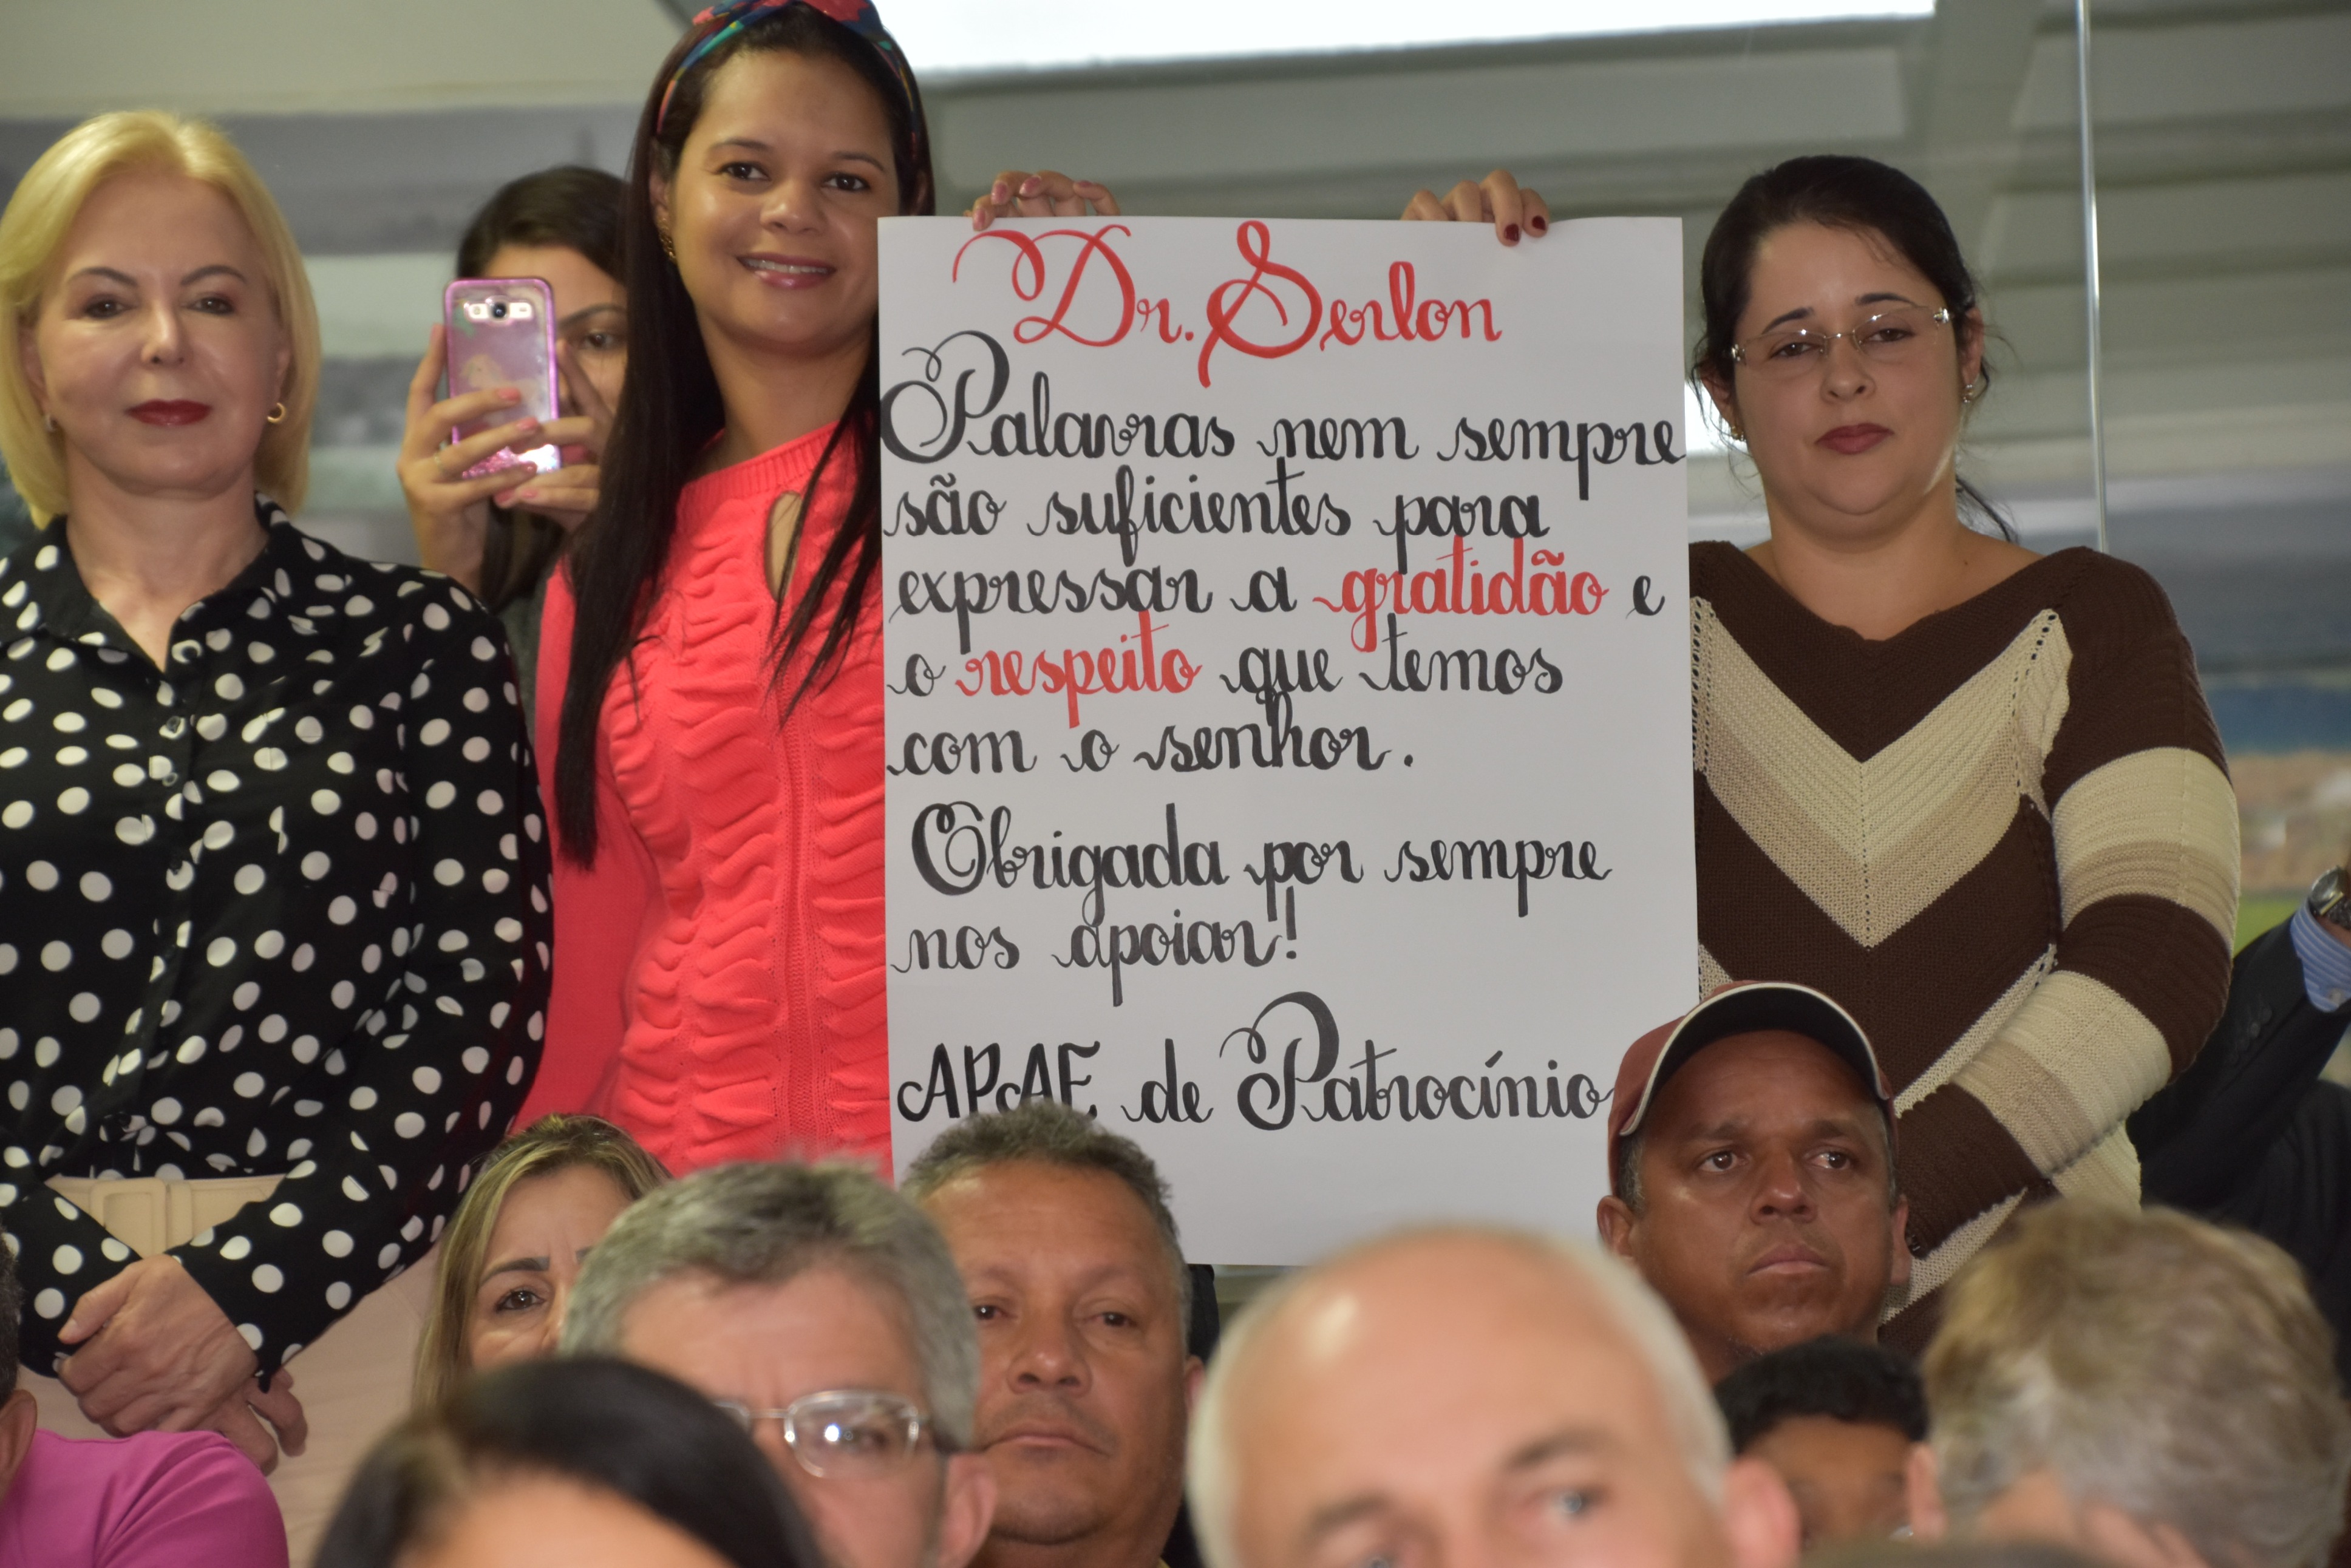 Dr. Serlon
Palavras nem sempre
são suficientes para
expressar a gratidão e
o respeito que temos
com o senhor.
Obrigada por sempre
nos apoiar!
APAE de Patrocínio